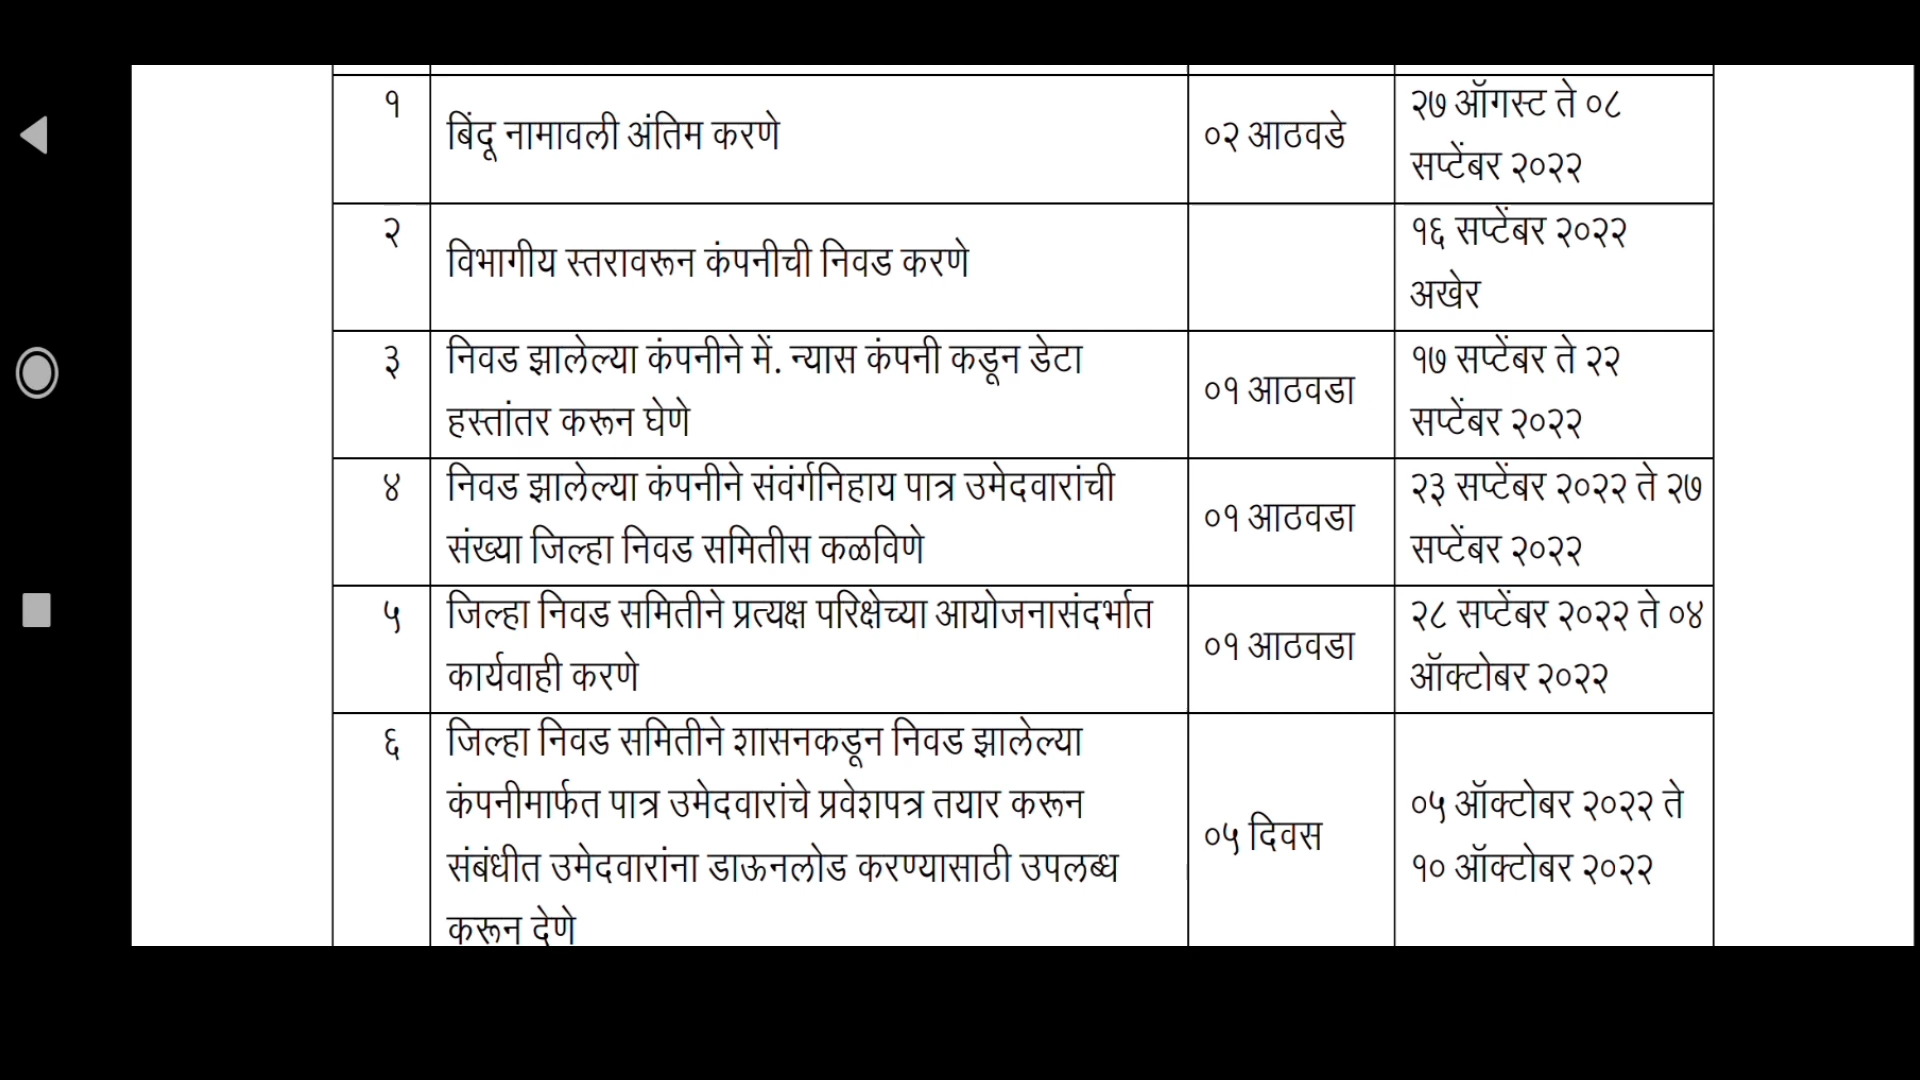 १
बिंदू नामावली अंतिम करणे
०२ आठवडे
२७ ऑगस्ट ते ०८
सप्टेंबर २०२२
२
विभागीय स्तरावरून कंपनीची निवड करणे
१६ सप्टेंबर २०२२
अखेर
३
निवड झालेल्या कंपनीने में. न्यास कंपनी कडून डेटा
हस्तांतर करून घेणे
०१ आठवडा
१७ सप्टेंबर ते २२
सप्टेंबर २०२२
४
निवड झालेल्या कंपनीने संवंर्गनिहाय पात्र उमेदवारांची
संख्या जिल्हा निवड समितीस कळविणे
०१ आठवडा
२३ सप्टेंबर २०२२ ते २७
सप्टेंबर २०२२
५
जिल्हा निवड समितीने प्रत्यक्ष परिक्षेच्या आयोजनासंदर्भात
कार्यवाही करणे
०१ आठवडा
२८ सप्टेंबर २०२२ ते ०४
ऑक्टोबर २०२२
६
जिल्हा निवड समितीने शासनकडून निवड झालेल्या
कंपनीमार्फत पात्र उमेदवारांचे प्रवेशपत्र तयार करून
संबंधीत उमेदवारांना डाऊनलोड करण्यासाठी उपलब्ध
करून देणे
०५ दिवस
०५ ऑक्टोबर २०२२ ते
१० ऑक्टोबर २०२२